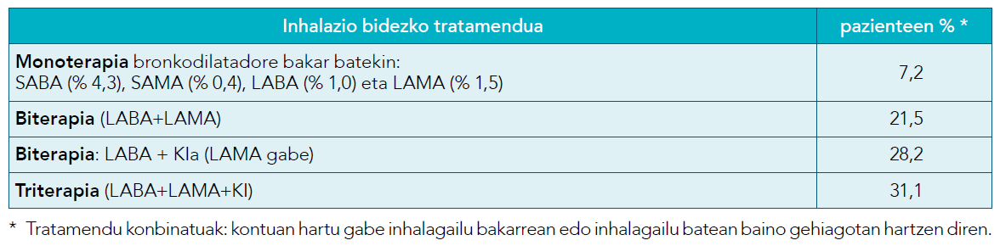 Inhalazio bidezko tratamendua pazienteen % *
Monoterapia bronkodilatadore bakar batekin:
SABA (% 4,3), SAMA (% 0,4), LABA (% 1,0) eta LAMA (% 1,5) 7,2
Biterapia (LABA+LAMA) 21,5
Biterapia: LABA + KIa (LAMA gabe) 28,2
Triterapia (LABA+LAMA+KI) 31,1
* Tratamendu konbinatuak: kontuan hartu gabe inhalagailu bakarrean edo inhalagailu batean baino gehiagotan hartzen diren.